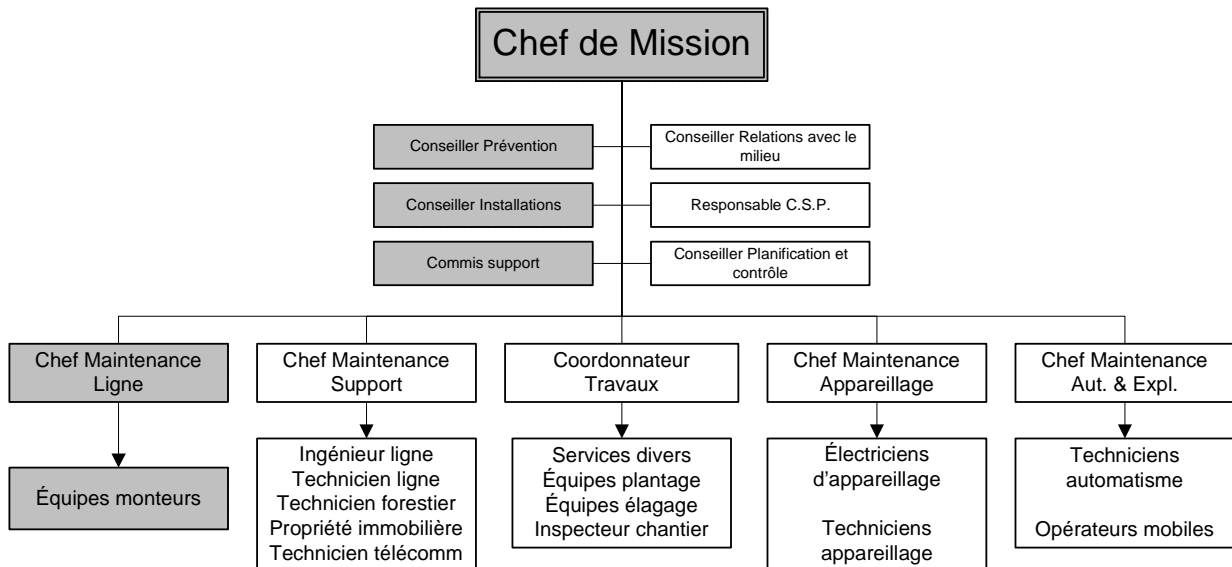 Chef de Mission
Conseiller Prévention
Conseiller Relations avec le
milieu
Conseiller Installations
Responsable C.S.P.
Commis support
Conseiller Planification et
contrôle
Chef Maintenance
Ligne
Chef Maintenance
Support
Coordonnateur
Travaux
Chef Maintenance
Appareillage
Chef Maintenance
Aut. & Expl.
Équipes monteurs
Ingénieur ligne
Technicien ligne
Technicien forestier
Propriété immobilière
Technicien télécomm
Services divers
Équipes plantage
Équipes élagage
Inspecteur chantier
Électriciens
d'appareillage
Techniciens
appareillage
Techniciens
automatisme
Opérateurs mobiles